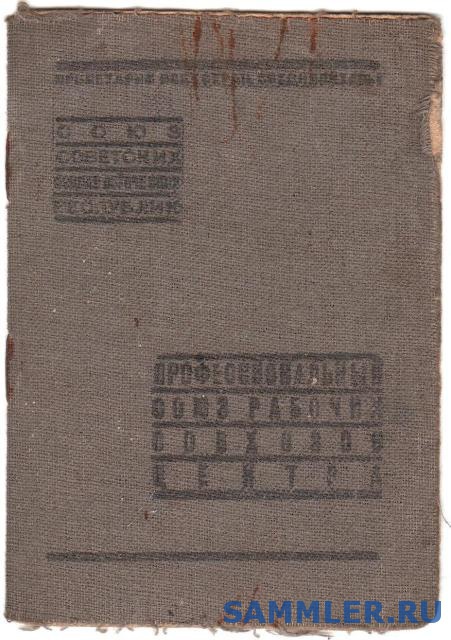 ПРОЛЕТАРИИ ВСЕХ СТРАН, СОЕДИНЯЙТЕСЬ!
СОЮЗ
СОВЕТСКИХ
СОЦИАЛИСТИЧЕСКИХ
РЕСПУБЛИК
ПРОФЕССИОНАЛЬНЫЙ
СОЮЗ РАБОЧИХ
СОВХОЗОВ
ЦЕНТРА
SAMMLER.RU